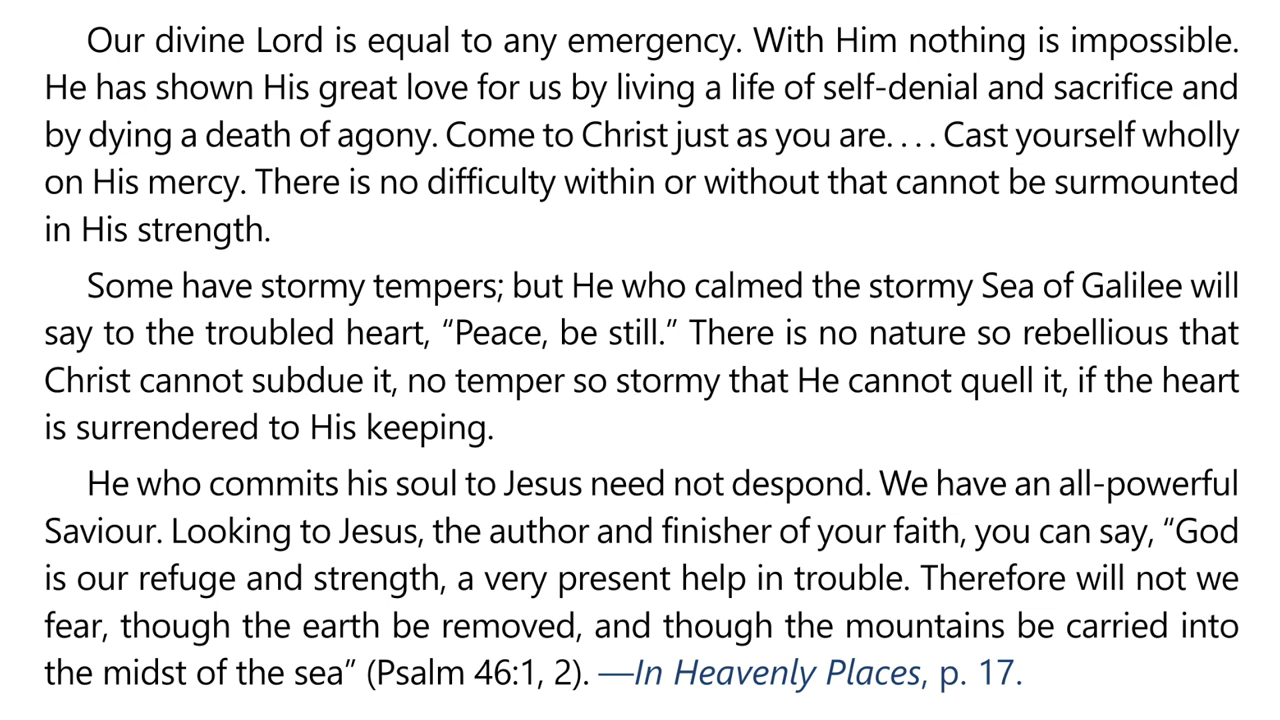 Our divine Lord is equal to any emergency. With Him nothing is impossible.
He has shown His great love for us by living a life of self-denial and sacrifice and
by dying a death of agony. Come to Christ just as you are. . . . Cast yourself wholly
on His mercy. There is no difficulty within or without that cannot be surmounted
in His strength.
Some have stormy tempers; but He who calmed the stormy Sea of Galilee will
say to the troubled heart, “Peace, be still.” There is no nature so rebellious that
Christ cannot subdue it, no temper so stormy that He cannot quell it, if the heart
is surrendered to His keeping.
He who commits his soul to Jesus need not despond. We have an all-powerful
Saviour. Looking to Jesus, the author and finisher of your faith, you can say, “God
is our refuge and strength, a very present help in trouble. Therefore will not we
fear, though the earth be removed, and though the mountains be carried into
the midst of the sea” (Psalm 46:1, 2). —In Heavenly Places, p. 17.